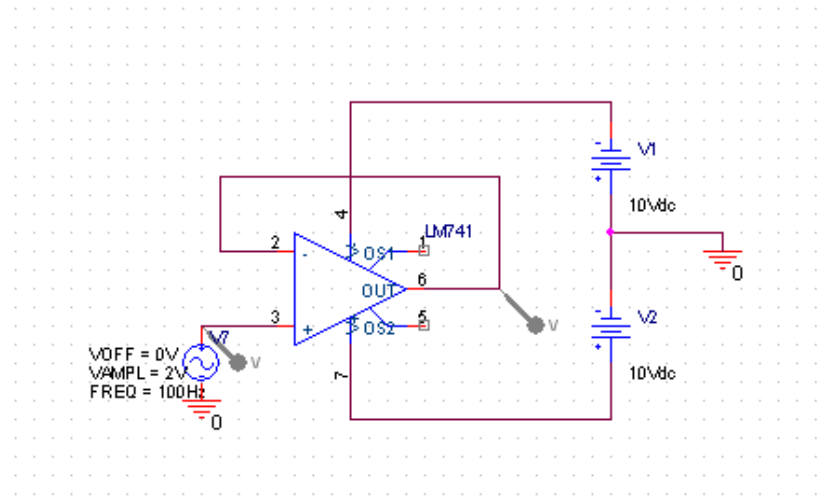 V1
-
+
10Vdc
4
LM741
2
-
OS1
1
6
OUT
V-
0
3
+
V+
OS2
5
V
V2
-
+
V7
V
VOFF = 0V
VAMPL = 2V
FREQ = 100Hz
7
10Vdc
0